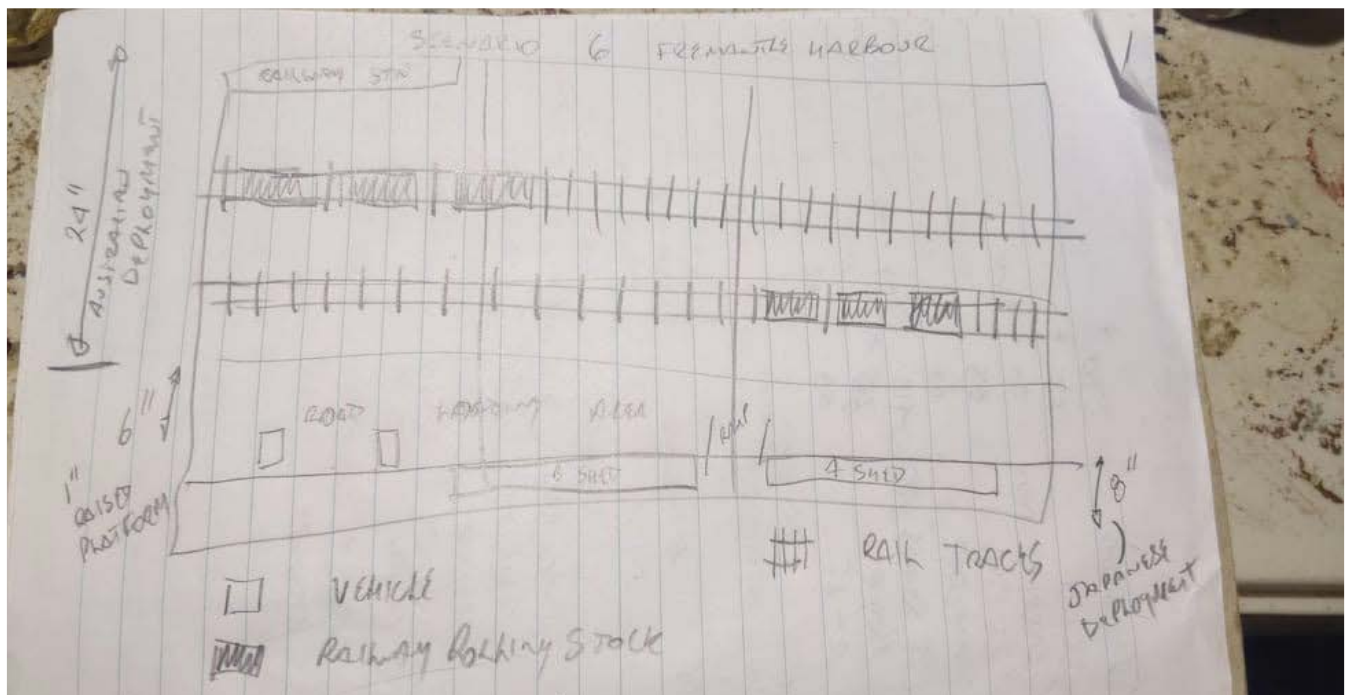 SCENARIO 6 FREMANTLE HARBOUR
RAILWAY STN
24"
AUSTRALIAN
DEPLOYMENT
6"
1"
RAISED
PLATFORM
ROAD LOADING AREA
RAMP
B SHED
A SHED
8"
JAPANESE
DEPLOYMENT
VEHICLE
RAILWAY ROLLING STOCK
RAIL TRACKS